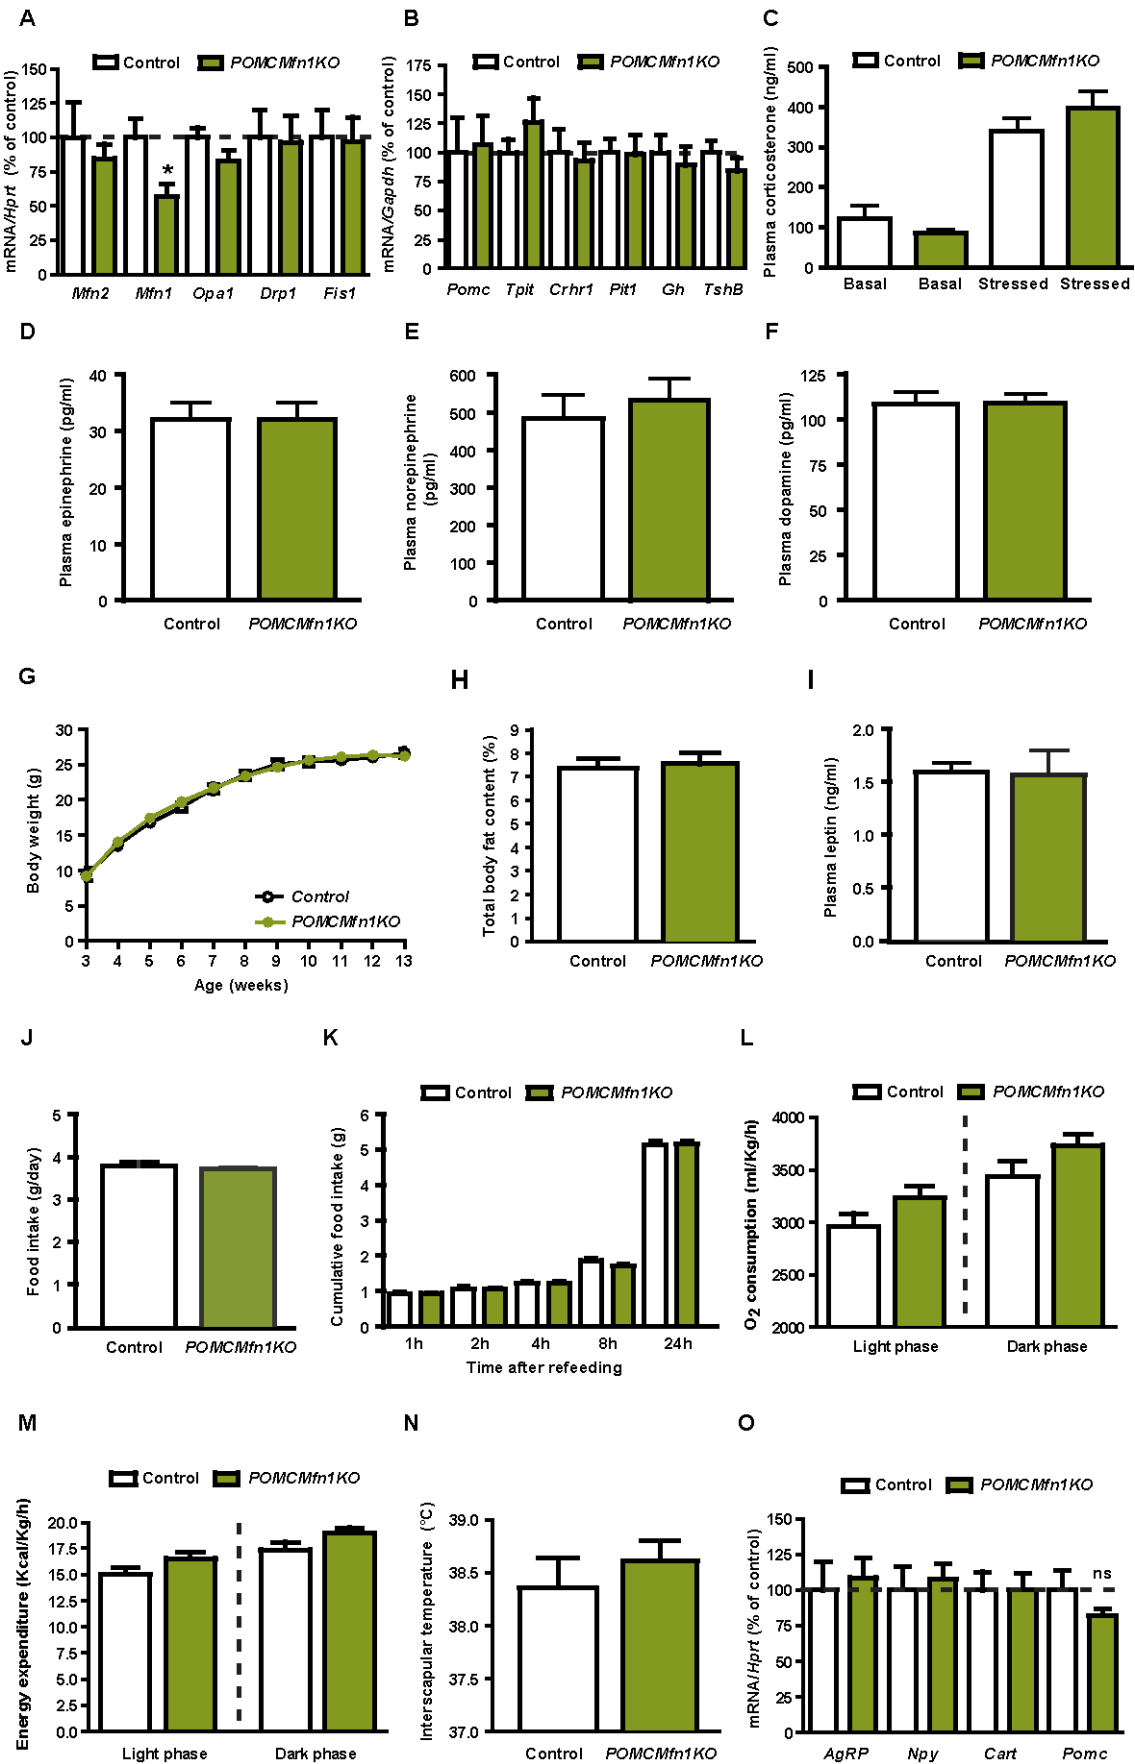 A
B
C
Control POMCMfn1KO
mRNA/Hprt (% of control)
150
125
100
75
50
25
0
*
Mfn2 Mfn1 Opa1 Drp1 Fis1
Control POMCMfn1KO
mRNA/Gapdh (% of control)
175
150
125
100
75
50
25
0
Pomc Tpit Crhr1 Pit1 Gh TshB
Control POMCMfn1KO
Plasma corticosterone (ng/ml)
500
400
300
200
100
0
Basal Basal Stressed Stressed
D
E
F
Plasma epinephrine (pg/ml)
40
30
20
10
0
Control POMCMfn1KO
Plasma norepinephrine
(pg/ml)
600
500
400
300
200
100
0
Control POMCMfn1KO
Plasma dopamine (pg/ml)
125
100
75
50
25
0
Control POMCMfn1KO
G
H
I
Body weight (g)
30
25
20
15
10
5
0
Control
POMCMfn1KO
3 4 5 6 7 8 9 10 11 12 13
Age (weeks)
Total body fat content (%)
9
8
7
6
5
4
3
2
1
0
Control POMCMfn1KO
Plasma leptin (ng/ml)
2.0
1.5
1.0
0.5
0.0
Control POMCMfn1KO
J
K
L
Food intake (g/day)
5
4
3
2
1
0
Control POMCMfn1KO
Control POMCMfn1KO
Cumulative food intake (g)
6
5
4
3
2
1
0
1h 2h 4h 8h 24h
Time after refeeding
Control POMCMfn1KO
O2 consumption (ml/Kg/h)
4000
3500
3000
2500
2000
Light phase Dark phase
M
N
O
Control POMCMfn1KO
Energy expenditure (Kcal/Kg/h)
20.0
17.5
15.0
12.5
10.0
7.5
5.0
2.5
0.0
Light phase Dark phase
Interscapular temperature (°C)
39.0
38.5
38.0
37.5
37.0
Control POMCMfn1KO
Control POMCMfn1KO
mRNA/Hprt (% of control)
150
125
100
75
50
25
0
ns
AgRP Npy Cart Pomc